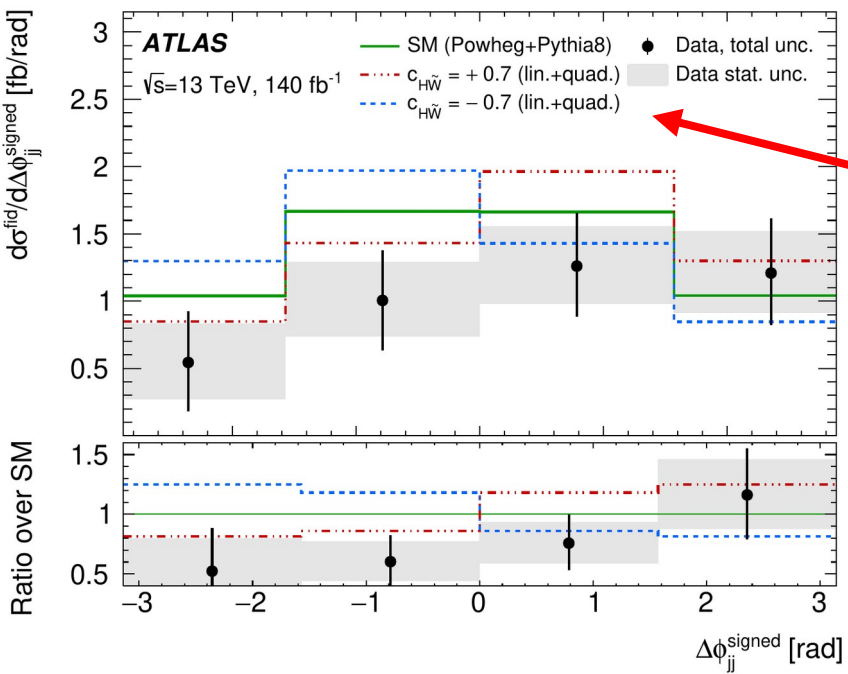 ATLAS
√s=13 TeV, 140 fb⁻¹
SM (Powheg+Pythia8)
c_HW̃ = + 0.7 (lin.+quad.)
c_HW̃ = − 0.7 (lin.+quad.)
Data, total unc.
Data stat. unc.
dσ^fid/dΔϕ_jj^signed [fb/rad]
3
2.5
2
1.5
1
0.5
Ratio over SM
1.5
1
0.5
−3 −2 −1 0 1 2 3
Δϕ_jj^signed [rad]